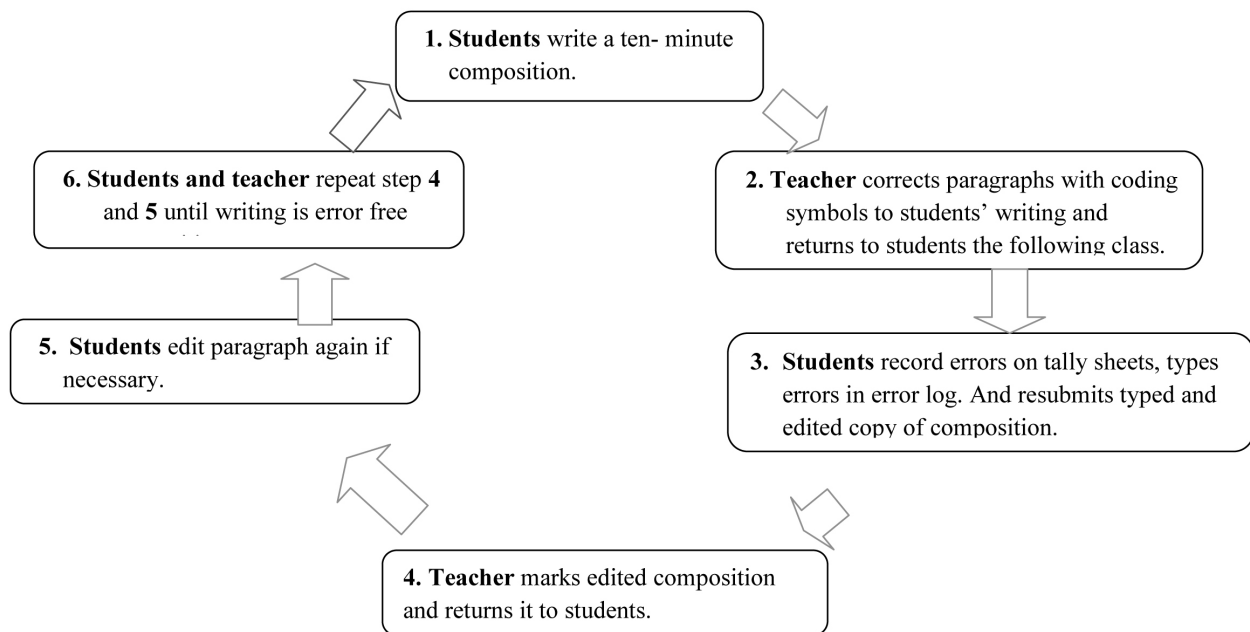 1. Students write a ten- minute
composition.
2. Teacher corrects paragraphs with coding
symbols to students’ writing and
returns to students the following class.
3. Students record errors on tally sheets, types
errors in error log. And resubmits typed and
edited copy of composition.
4. Teacher marks edited composition
and returns it to students.
5. Students edit paragraph again if
necessary.
6. Students and teacher repeat step 4
and 5 until writing is error free